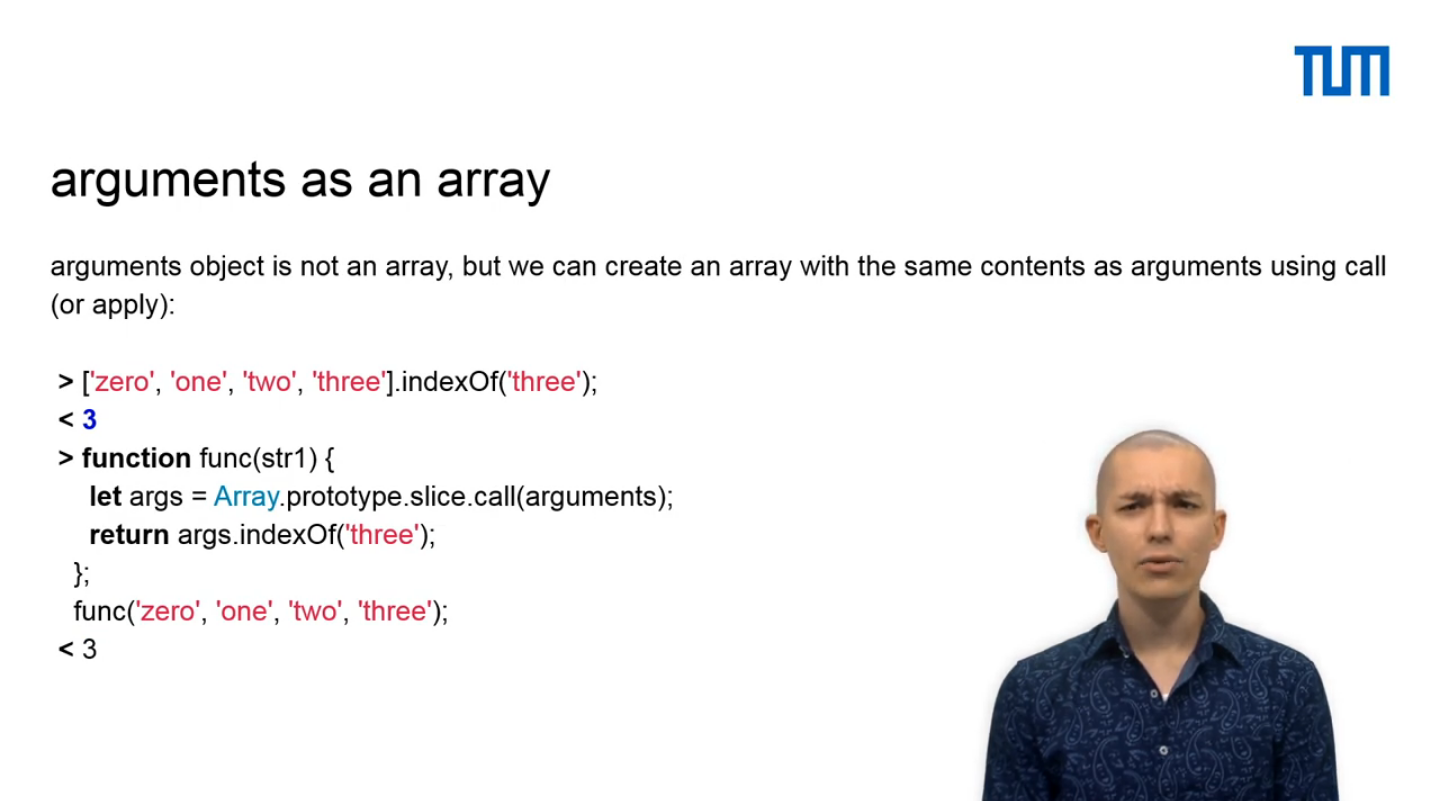 TUM
arguments as an array
arguments object is not an array, but we can create an array with the same contents as arguments using call
(or apply):
> ['zero', 'one', 'two', 'three'].indexOf('three');
< 3
> function func(str1) {
let args = Array.prototype.slice.call(arguments);
return args.indexOf('three');
};
func('zero', 'one', 'two', 'three');
< 3